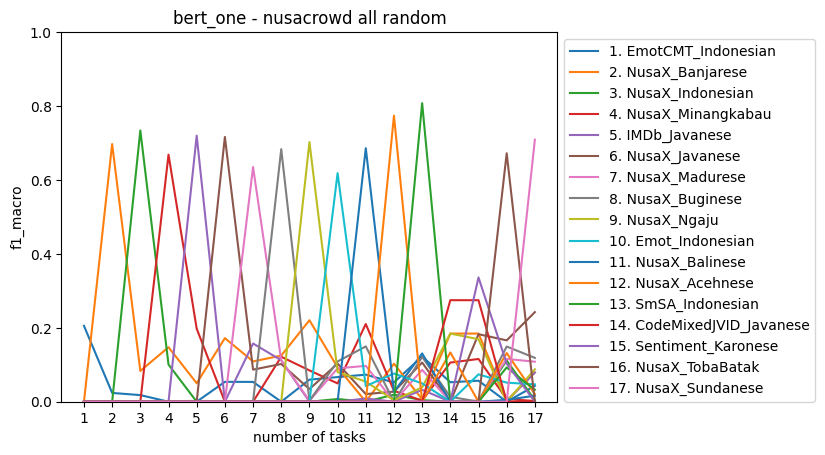 bert_one - nusacrowd all random
1.0
0.8
0.6
0.4
0.2
0.0
f1_macro
1 2 3 4 5 6 7 8 9 10 11 12 13 14 15 16 17
number of tasks
1. EmotCMT_Indonesian
2. NusaX_Banjarese
3. NusaX_Indonesian
4. NusaX_Minangkabau
5. IMDb_Javanese
6. NusaX_Javanese
7. NusaX_Madurese
8. NusaX_Buginese
9. NusaX_Ngaju
10. Emot_Indonesian
11. NusaX_Balinese
12. NusaX_Acehnese
13. SmSA_Indonesian
14. CodeMixedJVID_Javanese
15. Sentiment_Karonese
16. NusaX_TobaBatak
17. NusaX_Sundanese